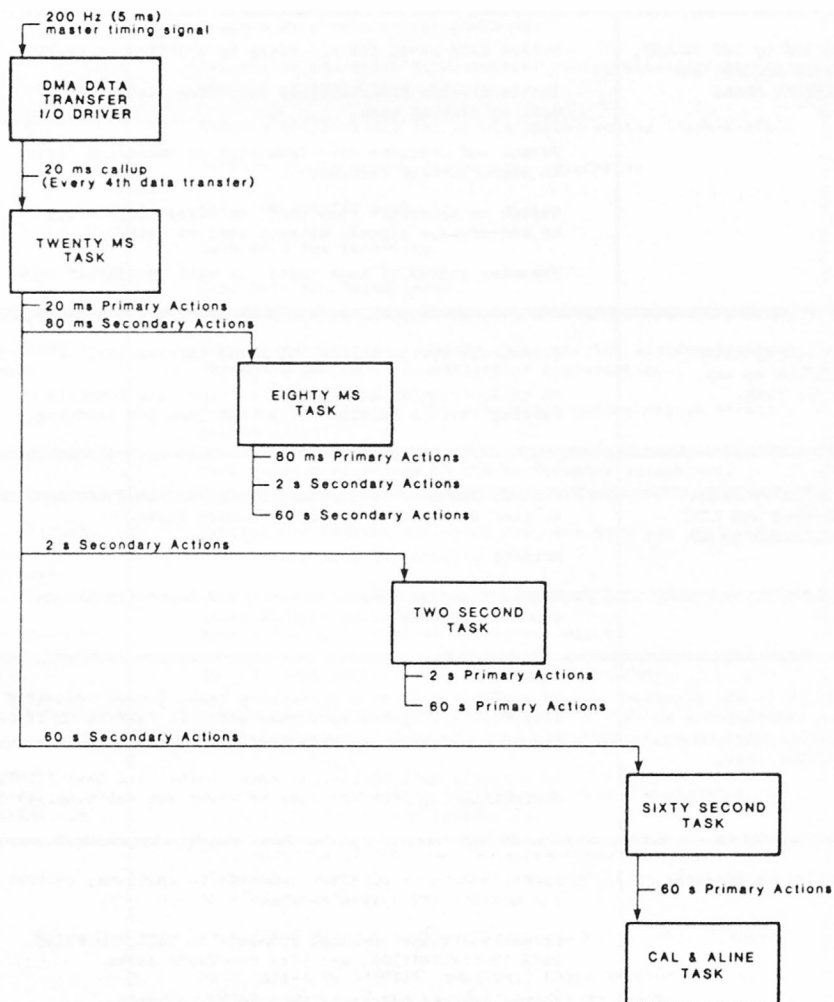 200 Hz (5 ms)
master timing signal
DMA DATA
TRANSFER
I/O DRIVER
20 ms callup
(Every 4th data transfer)
TWENTY MS
TASK
20 ms Primary Actions
80 ms Secondary Actions
EIGHTY MS
TASK
80 ms Primary Actions
2 s Secondary Actions
60 s Secondary Actions
2 s Secondary Actions
TWO SECOND
TASK
2 s Primary Actions
60 s Primary Actions
60 s Secondary Actions
SIXTY SECOND
TASK
60 s Primary Actions
CAL & ALINE
TASK